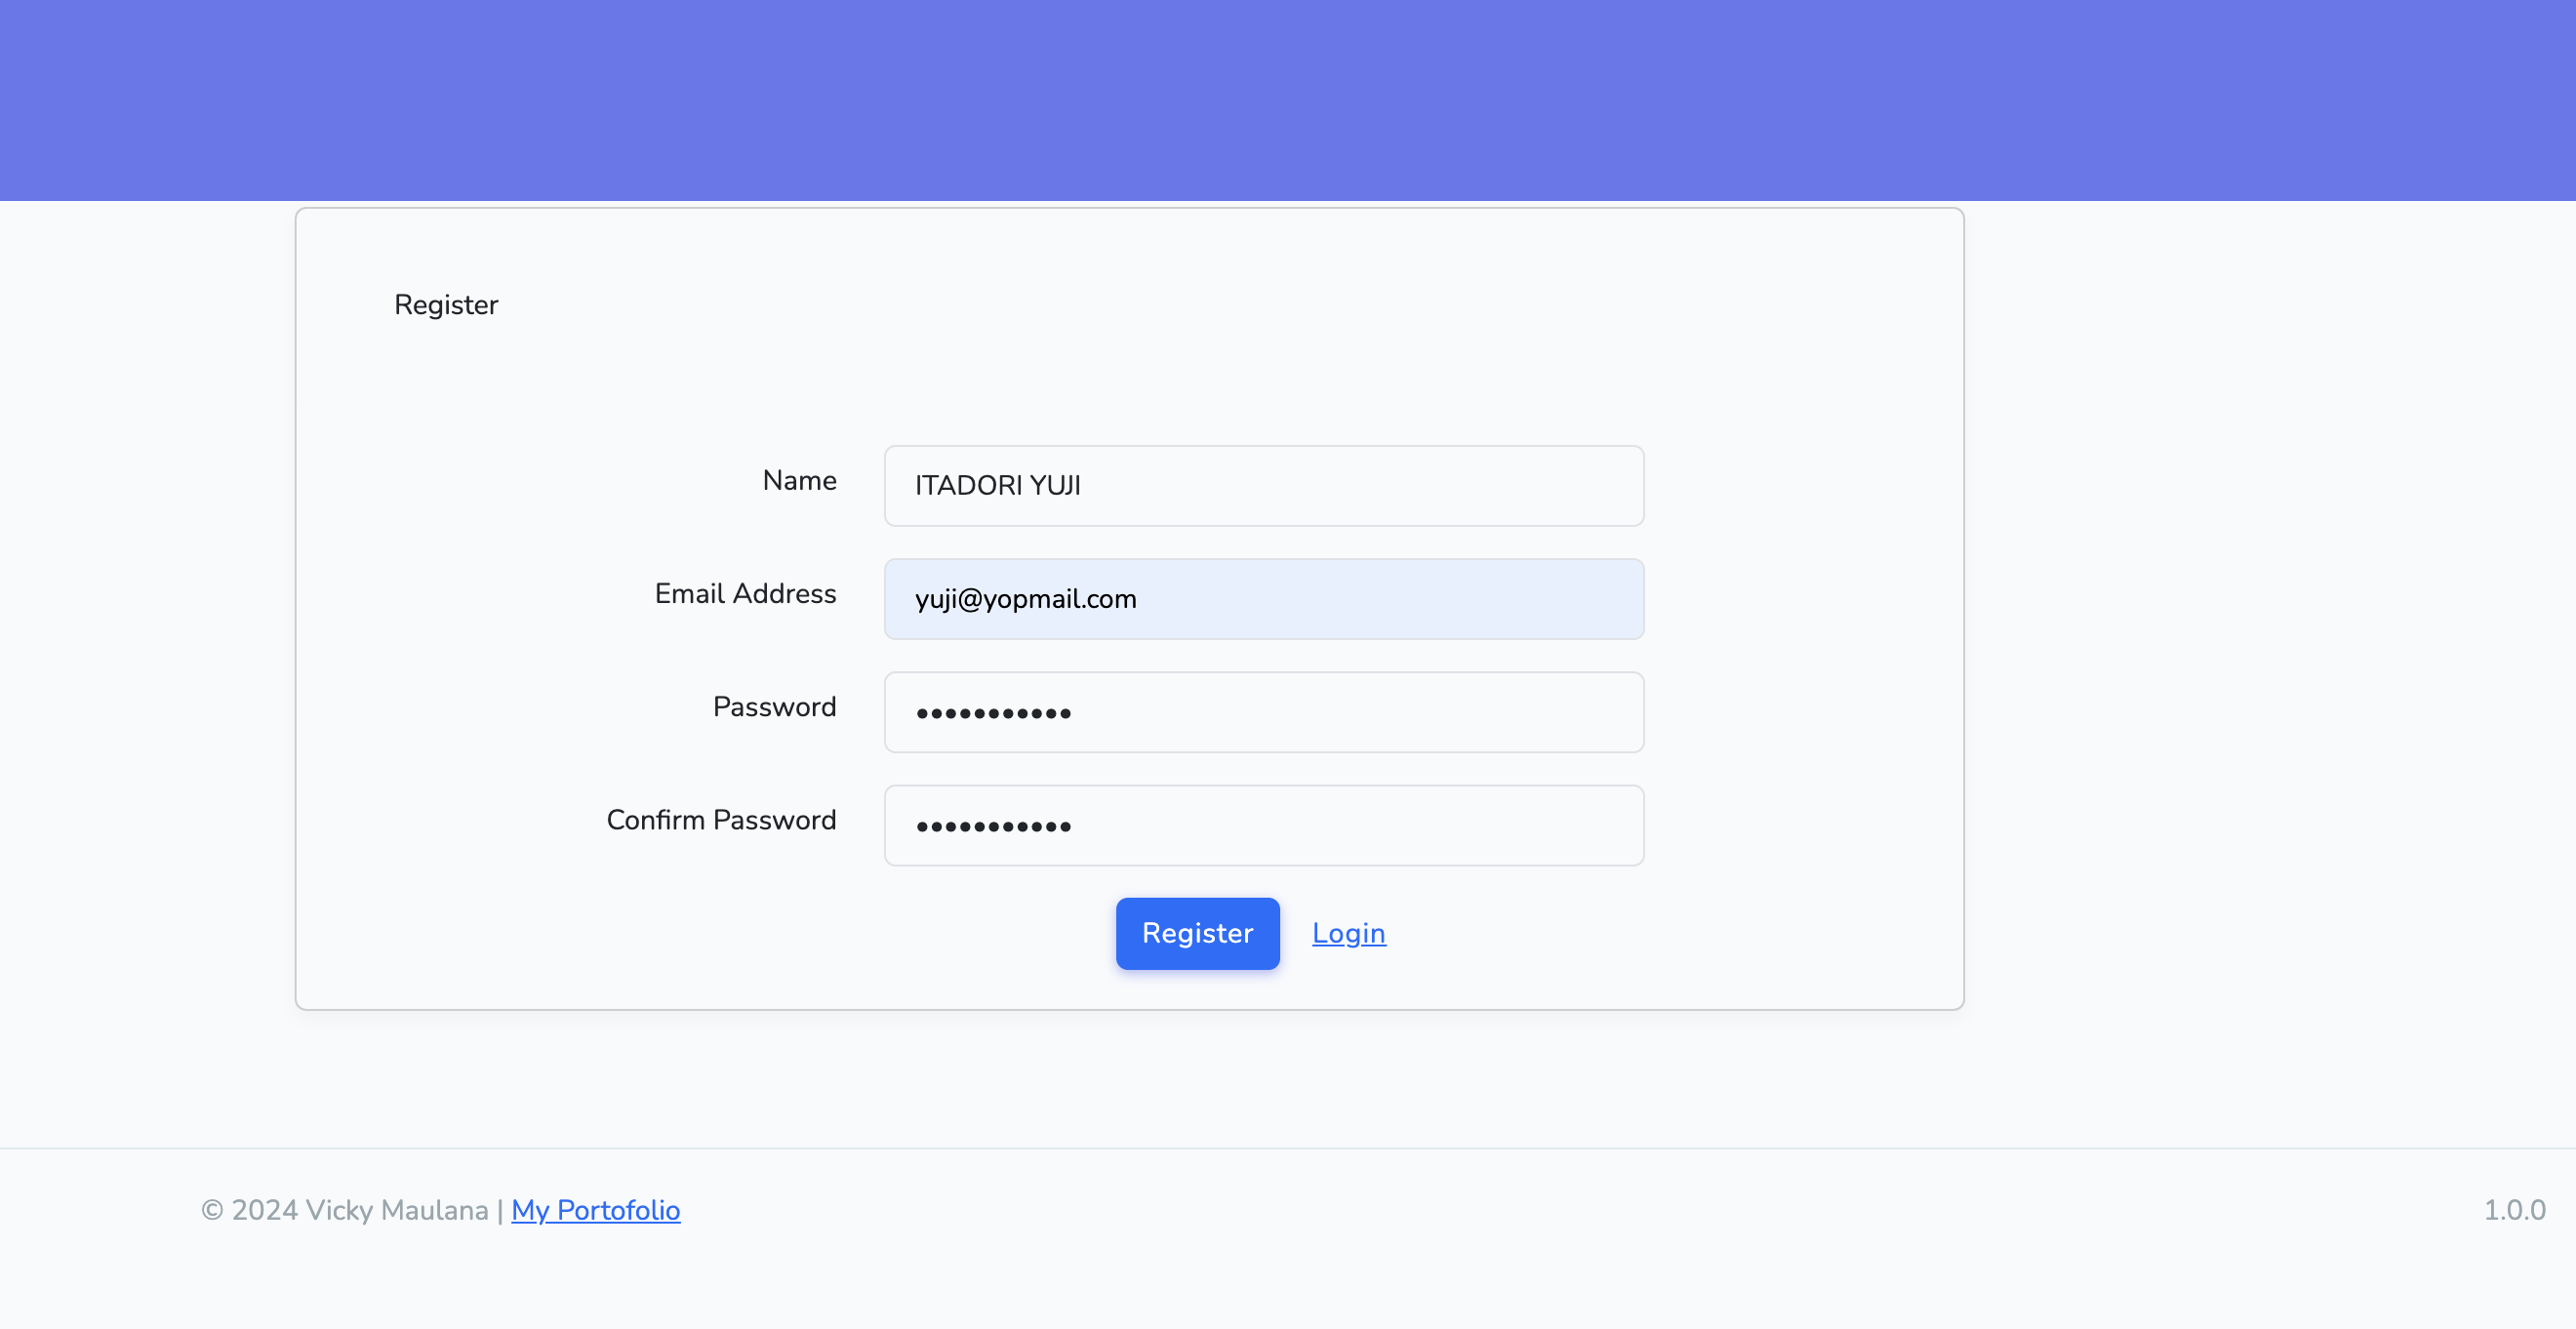 Register
Name
ITADORI YUJI
Email Address
yuji@yopmail.com
Password
•••••••••••
Confirm Password
•••••••••••
Register Login
© 2024 Vicky Maulana | My Portofolio 1.0.0